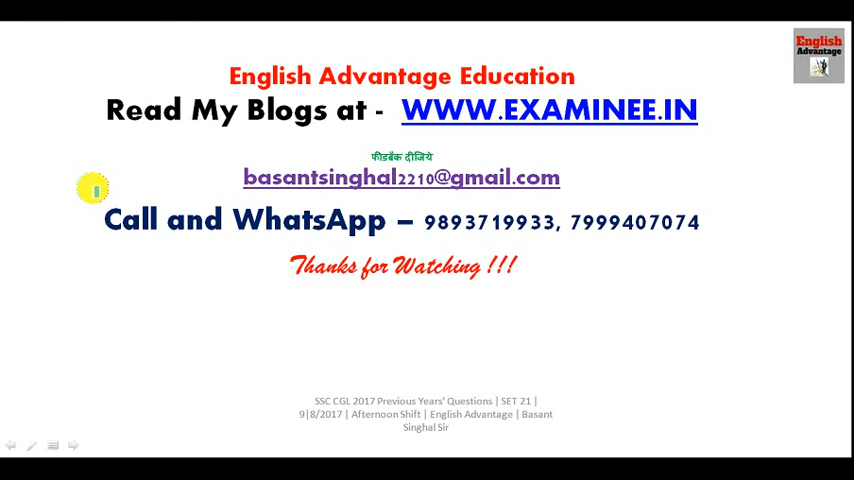 English
Advantage
English Advantage Education
Read My Blogs at - WWW.EXAMINEE.IN
फीडबैक दीजिये
basantsinghal2210@gmail.com
Call and WhatsApp – 9893719933, 7999407074
Thanks for Watching !!!
SSC CGL 2017 Previous Years' Questions | SET 21 |
9|8/2017 | Afternoon Shift | English Advantage | Basant
Singhal Sir